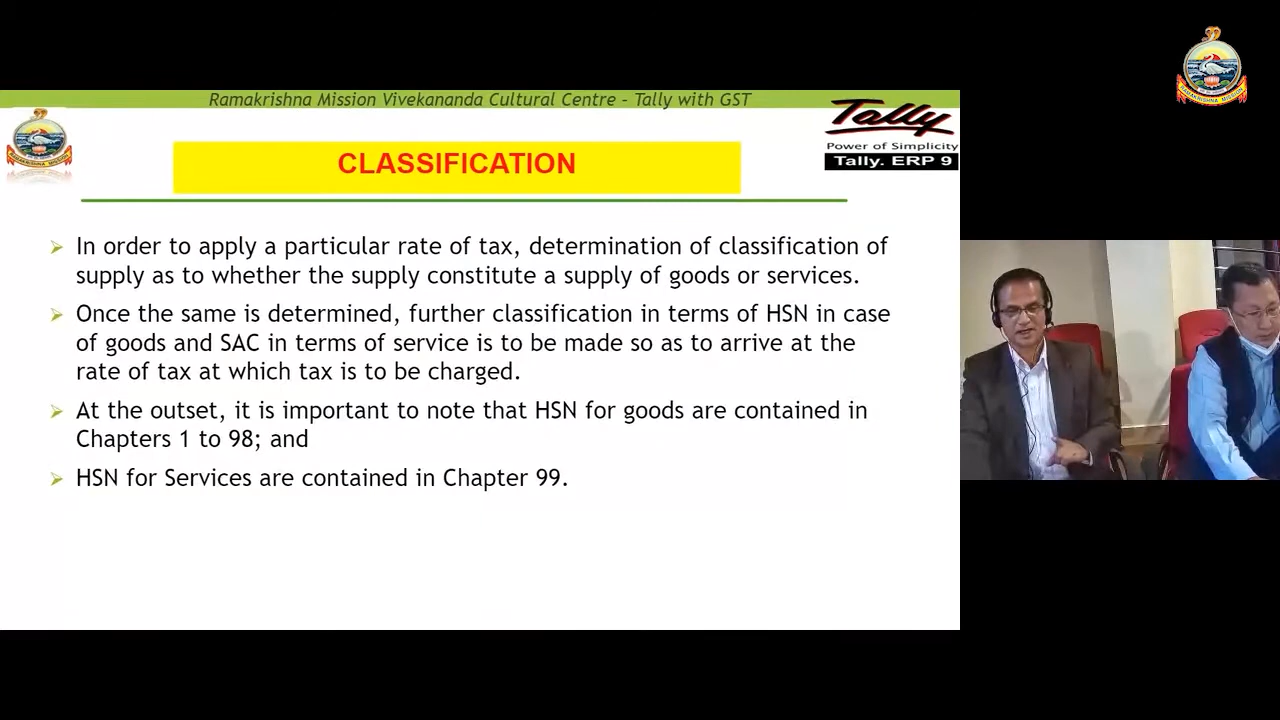 Ramakrishna Mission Vivekananda Cultural Centre – Tally with GST
Tally
Power of Simplicity
Tally. ERP 9
RAMAKRISHNA MISSION
RAMAKRISHNA MISSION
CLASSIFICATION
In order to apply a particular rate of tax, determination of classification of
supply as to whether the supply constitute a supply of goods or services.
Once the same is determined, further classification in terms of HSN in case
of goods and SAC in terms of service is to be made so as to arrive at the
rate of tax at which tax is to be charged.
At the outset, it is important to note that HSN for goods are contained in
Chapters 1 to 98; and
HSN for Services are contained in Chapter 99.